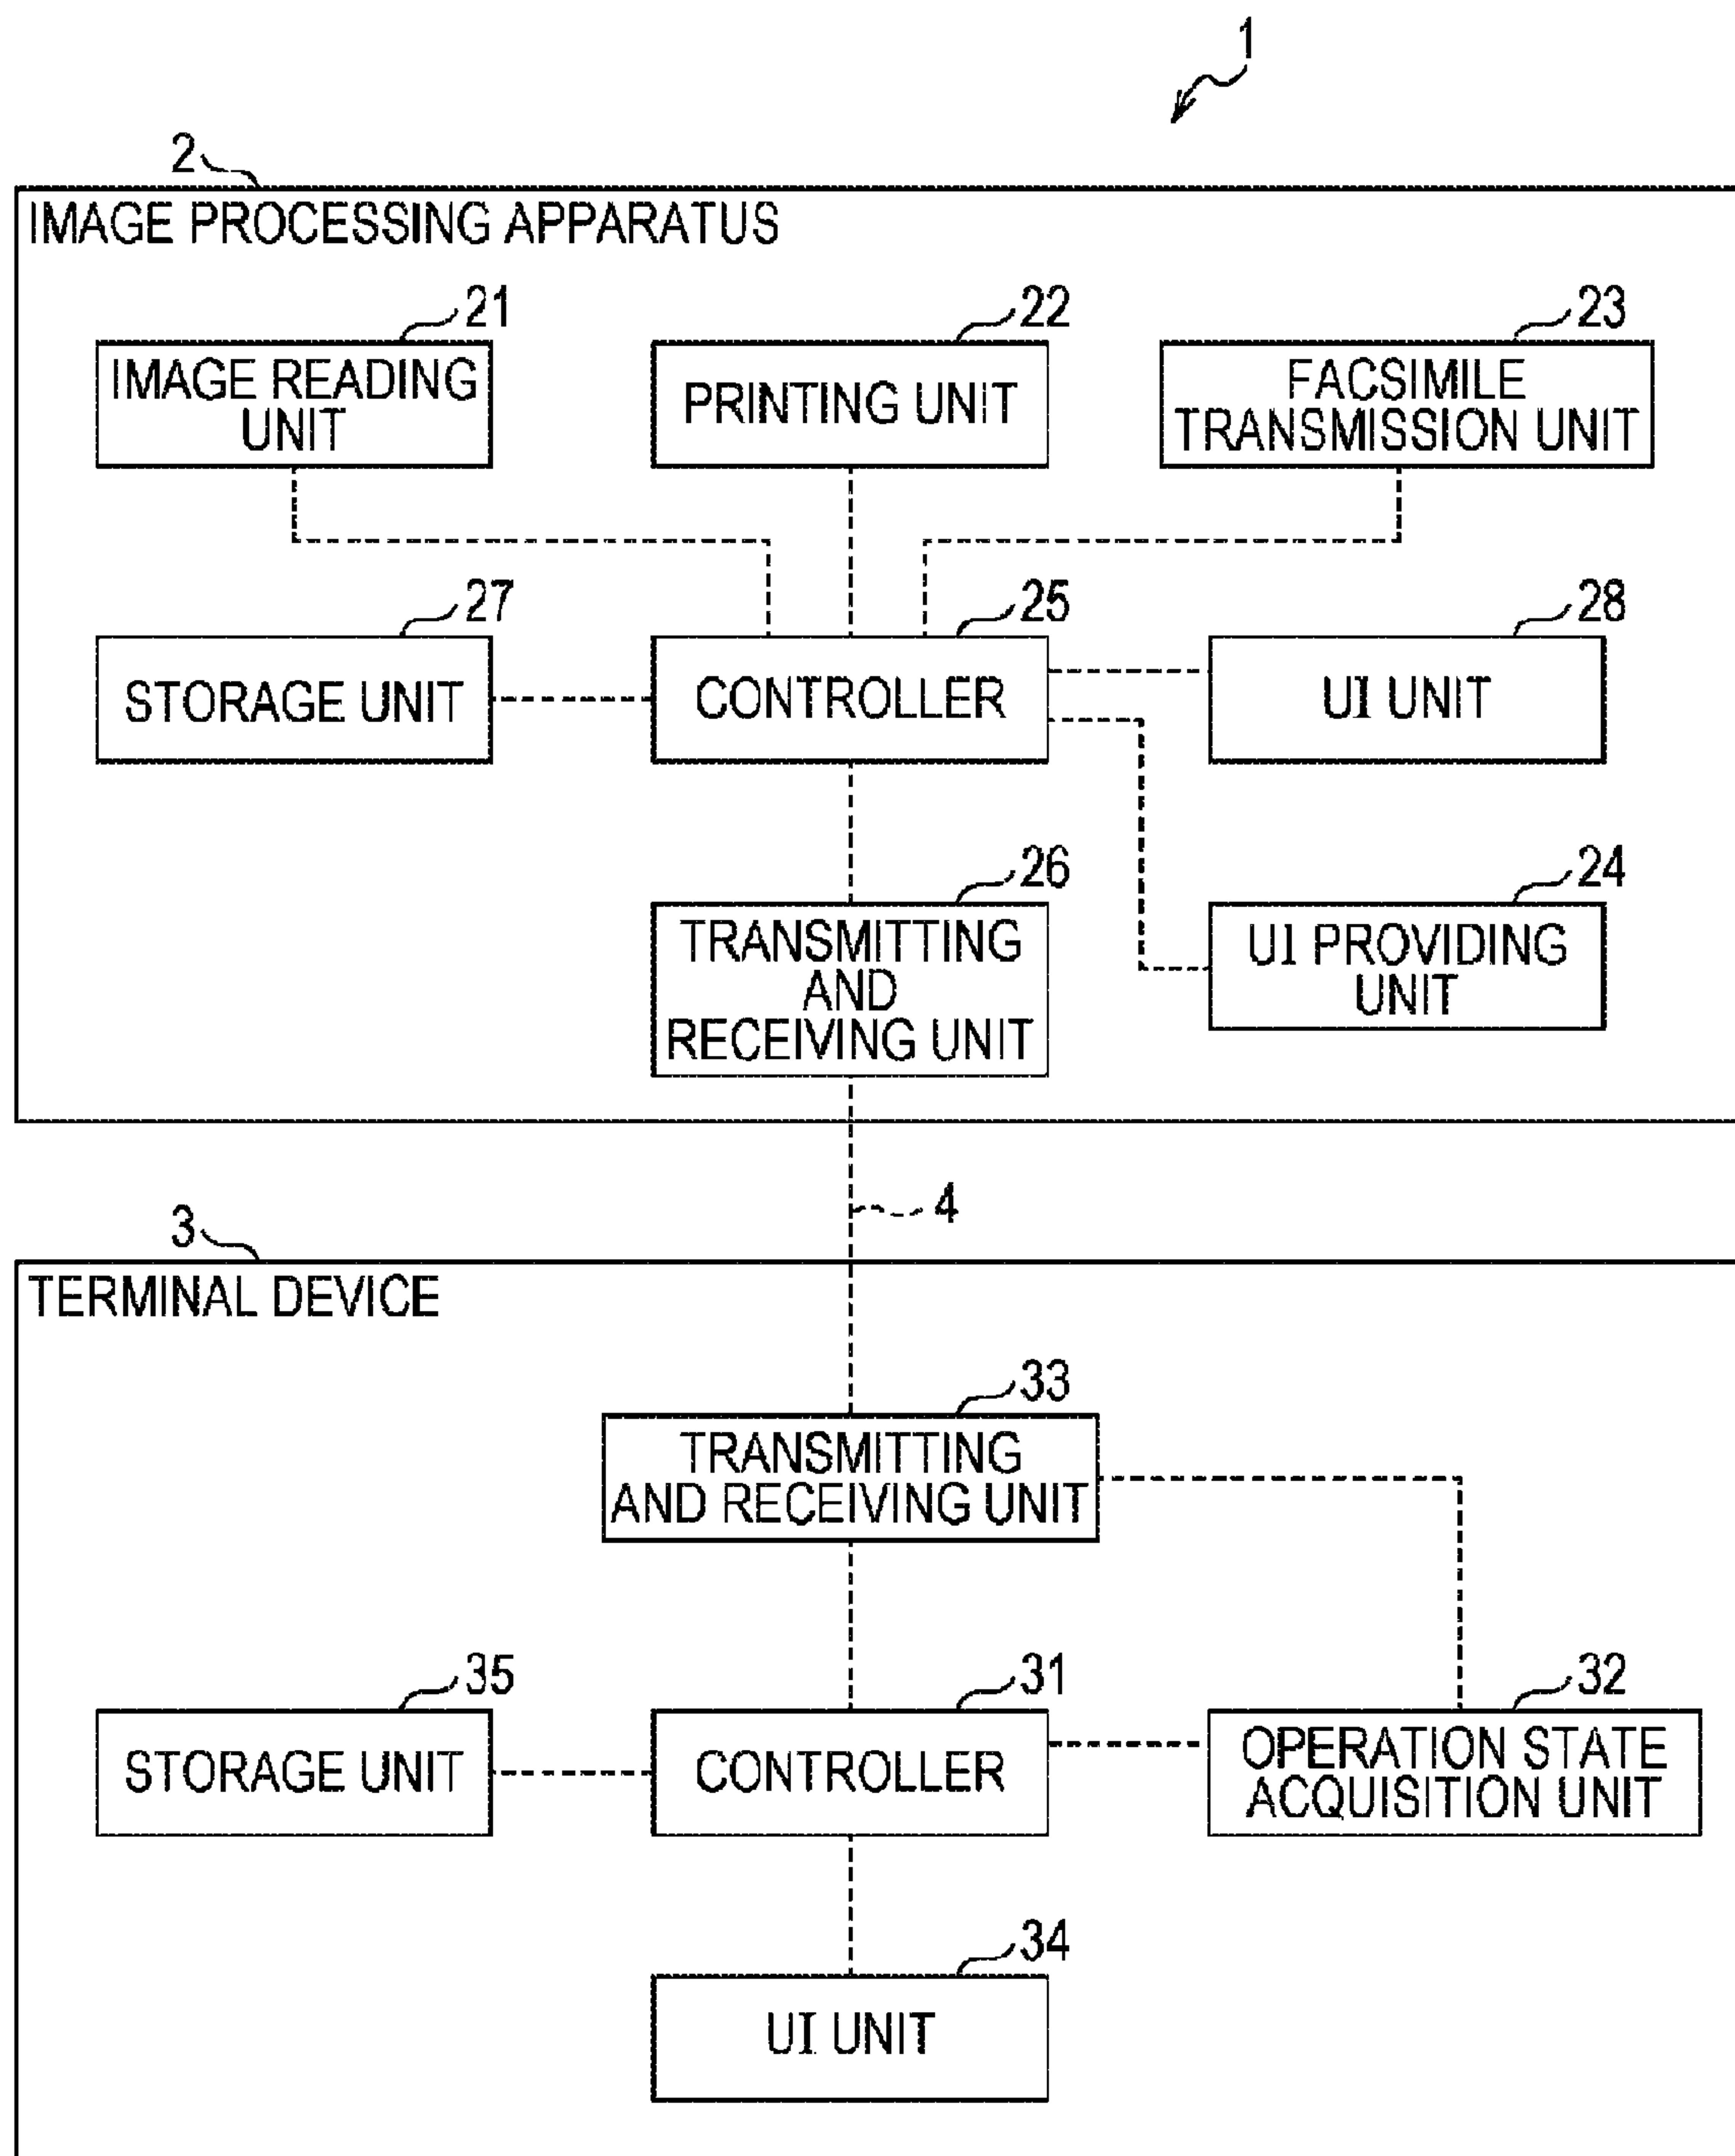 1
2
IMAGE PROCESSING APPARATUS
21
IMAGE READING
UNIT
22
PRINTING UNIT
23
FACSIMILE
TRANSMISSION UNIT
27
STORAGE UNIT
25
CONTROLLER
28
UI UNIT
26
TRANSMITTING
AND
RECEIVING UNIT
24
UI PROVIDING
UNIT
4
3
TERMINAL DEVICE
33
TRANSMITTING
AND RECEIVING UNIT
35
STORAGE UNIT
31
CONTROLLER
32
OPERATION STATE
ACQUISITION UNIT
34
UI UNIT